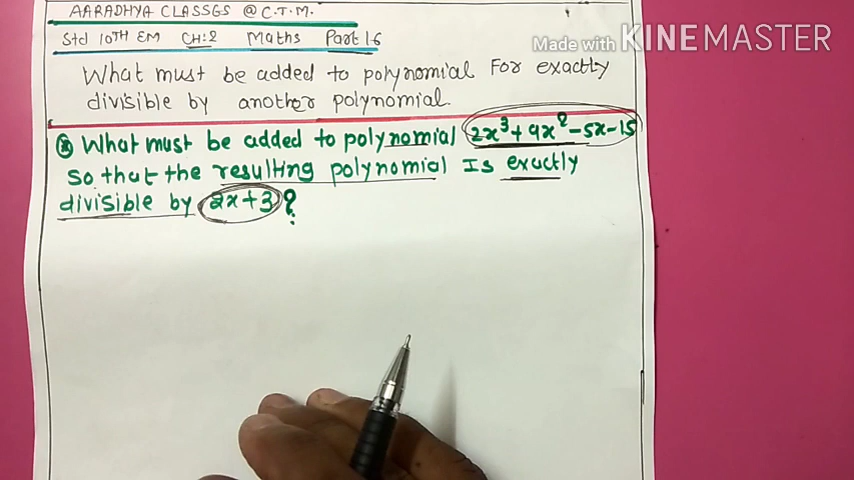 AARADHYA CLASSGS @ C.T.M.
Std 10TH EM CH:2 Maths Part 16
Made with KINEMASTER
What must be added to polynomial For exactly
divisible by another polynomial.
* What must be added to polynomial 2x³+9x²-5x-15
so that the resulting polynomial Is exactly
divisible by 2x+3?